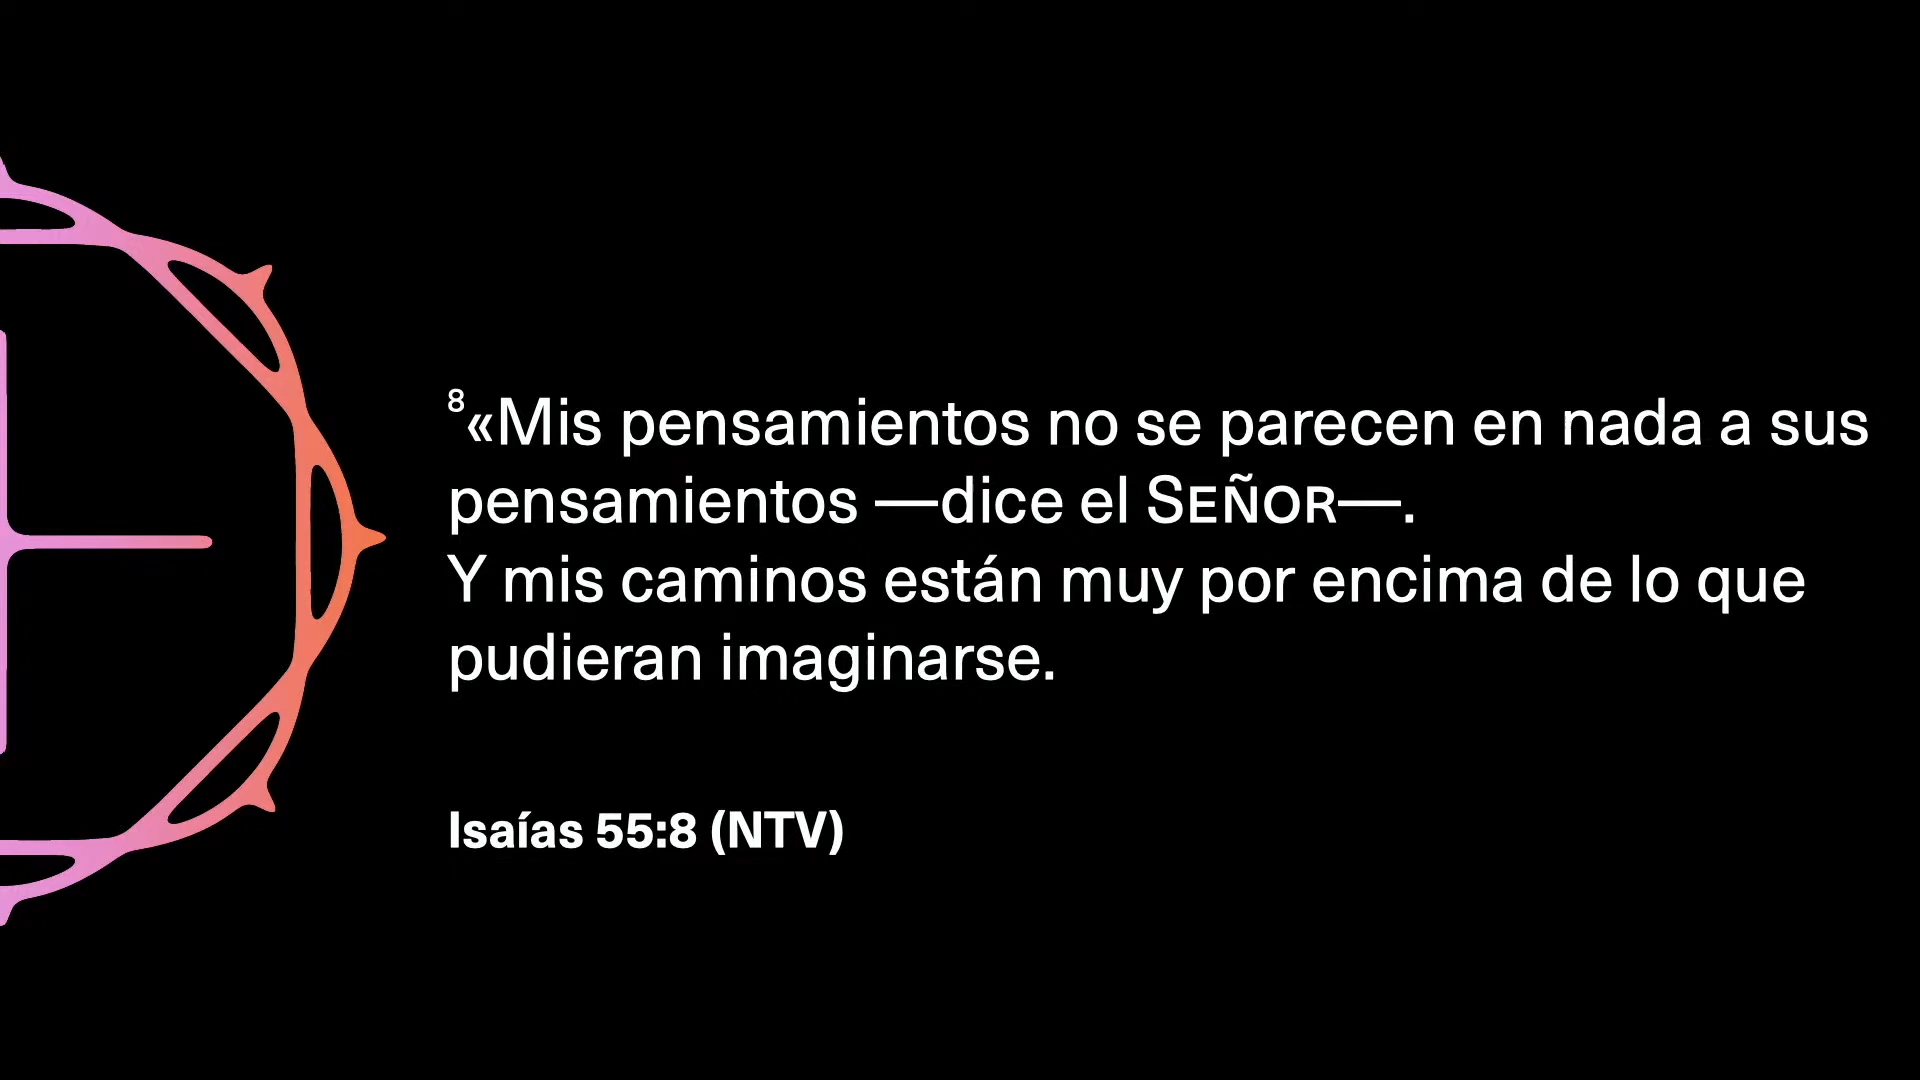 ⁸«Mis pensamientos no se parecen en nada a sus
pensamientos —dice el SEÑOR—.
Y mis caminos están muy por encima de lo que
pudieran imaginarse.
Isaías 55:8 (NTV)